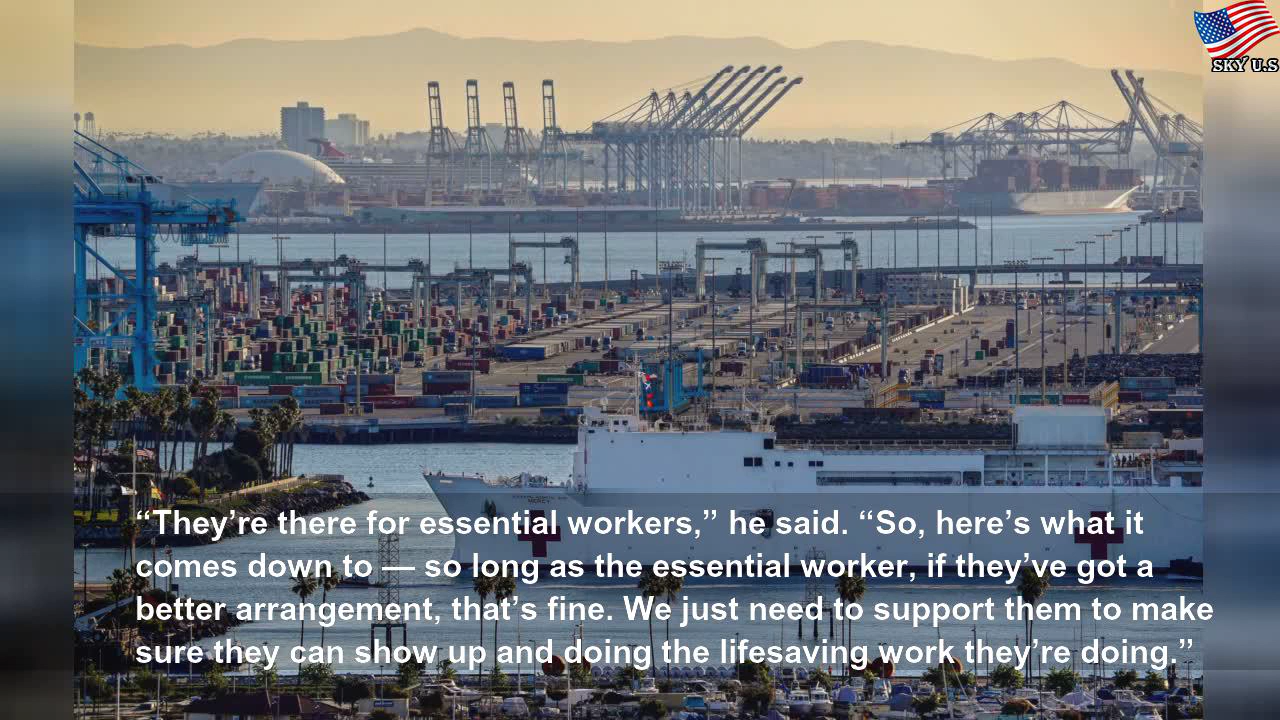 SKY U.S
“They’re there for essential workers,” he said. “So, here’s what it
comes down to — so long as the essential worker, if they’ve got a
better arrangement, that’s fine. We just need to support them to make
sure they can show up and doing the lifesaving work they’re doing.”
MERCY